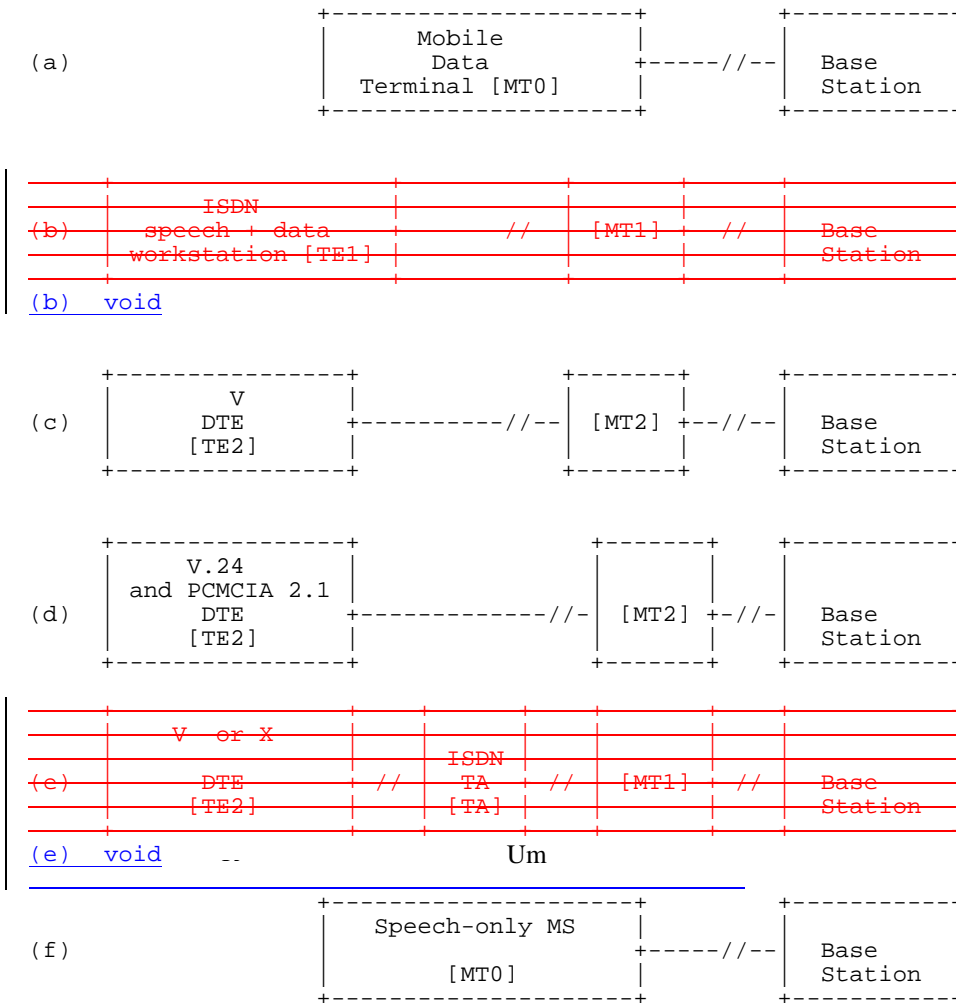 Mobile
(a) Data Base
Terminal [MT0] Station
ISDN
(b) speech + data // [MT1] // Base
workstation [TE1] Station
(b) void
V
(c) DTE // [MT2] // Base
[TE2] Station
V.24
and PCMCIA 2.1
(d) DTE // [MT2] // Base
[TE2] Station
V or X
ISDN
(e) DTE // TA // [MT1] // Base
[TE2] [TA] Station
(e) void Um
Speech-only MS
(f) // Base
[MT0] Station